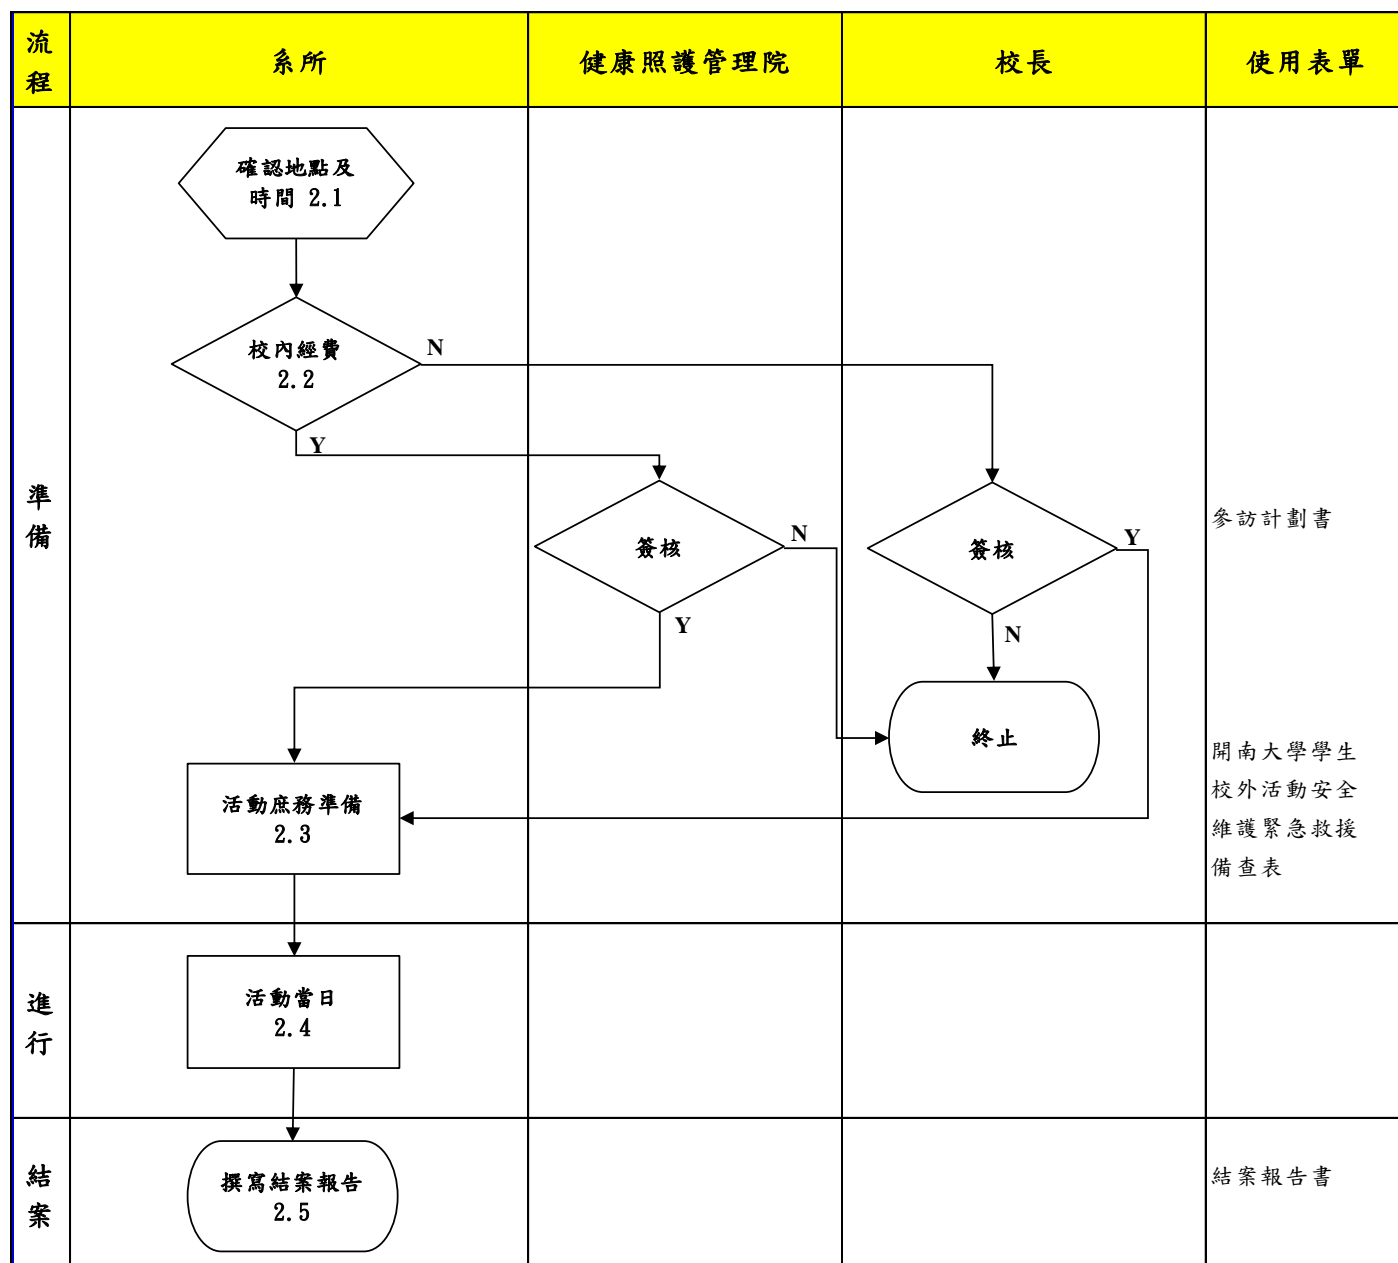 流
程
系所
健康照護管理院
校長
使用表單
確認地點及
時間 2.1
校內經費
2.2
N
Y
準
備
簽核
N
Y
簽核
Y
N
參訪計劃書
終止
活動庶務準備
2.3
開南大學學生
校外活動安全
維護緊急救援
備查表
進
行
活動當日
2.4
結
案
撰寫結案報告
2.5
結案報告書